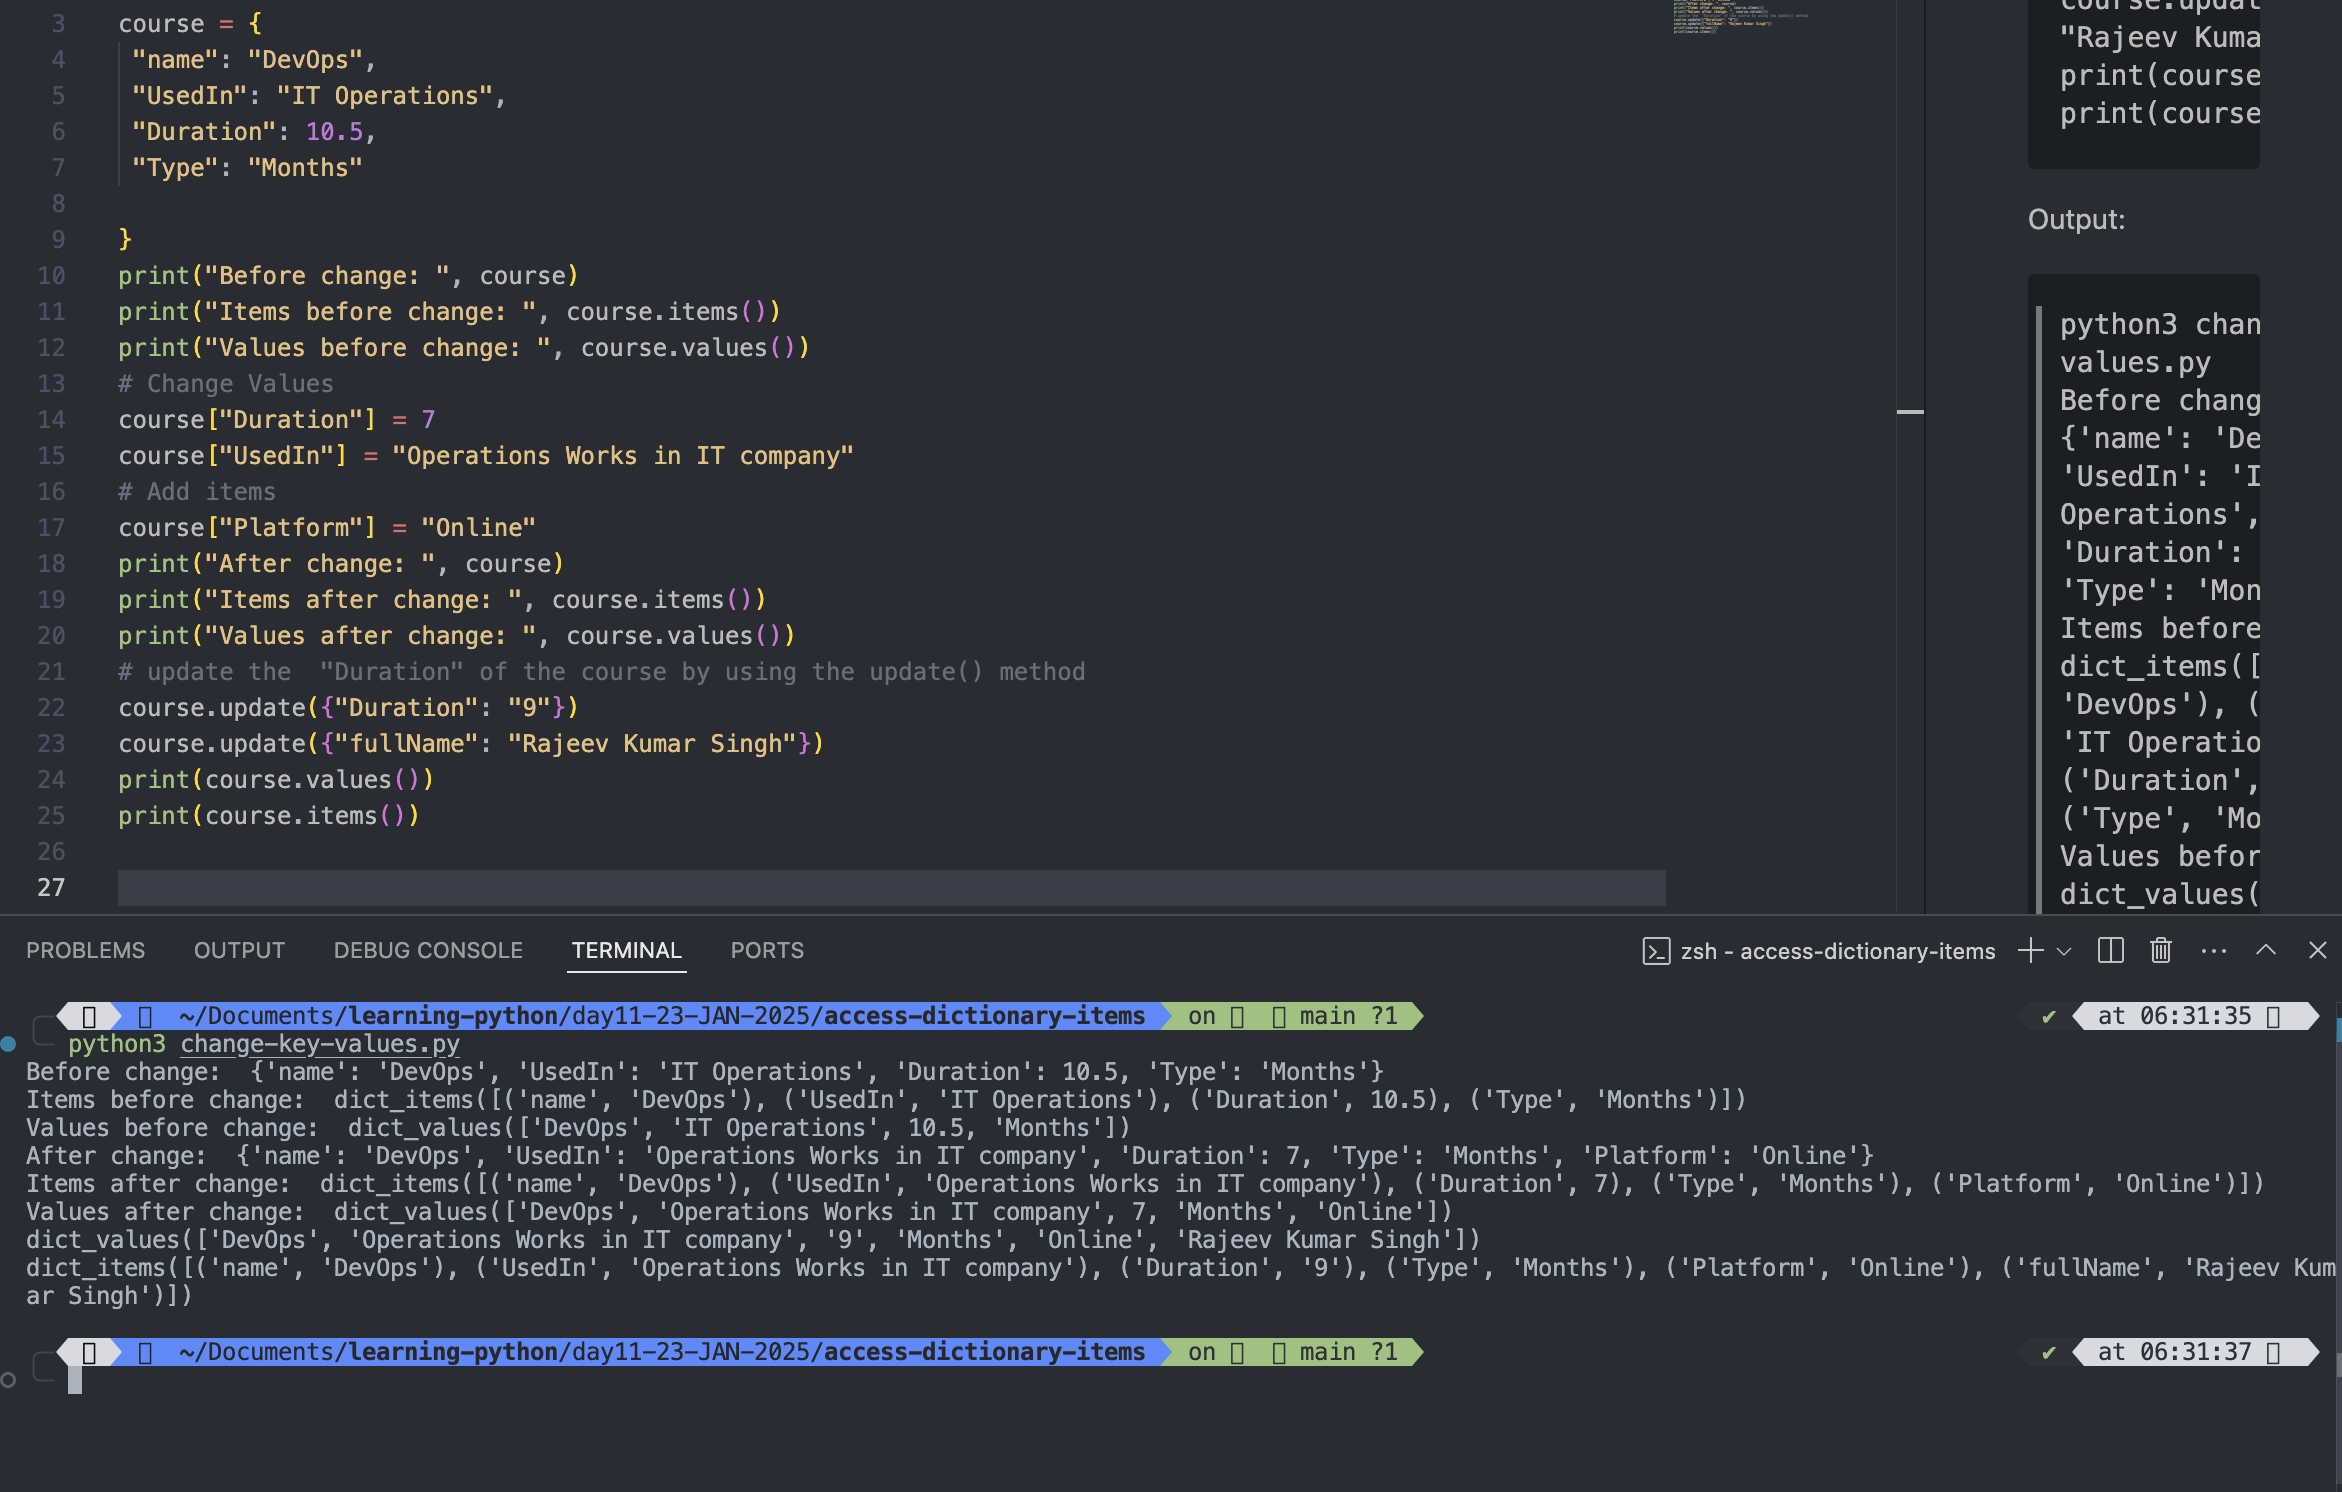 3 course = {
4 "name": "DevOps",
5 "UsedIn": "IT Operations",
6 "Duration": 10.5,
7 "Type": "Months"
8
9 }
10 print("Before change: ", course)
11 print("Items before change: ", course.items())
12 print("Values before change: ", course.values())
13 # Change Values
14 course["Duration"] = 7
15 course["UsedIn"] = "Operations Works in IT company"
16 # Add items
17 course["Platform"] = "Online"
18 print("After change: ", course)
19 print("Items after change: ", course.items())
20 print("Values after change: ", course.values())
21 # update the  "Duration" of the course by using the update() method
22 course.update({"Duration": "9"})
23 course.update({"fullName": "Rajeev Kumar Singh"})
24 print(course.values())
25 print(course.items())
26
27
"Rajeev Kuma
print(course
print(course
Output:
python3 chan
values.py
Before chang
{'name': 'De
'UsedIn': 'I
Operations',
'Duration':
'Type': 'Mon
Items before
dict_items([
'DevOps'), (
'IT Operatio
('Duration',
('Type', 'Mo
Values befor
dict_values(
PROBLEMS OUTPUT DEBUG CONSOLE TERMINAL PORTS zsh - access-dictionary-items
~/Documents/learning-python/day11-23-JAN-2025/access-dictionary-items on main ?1 ✔ at 06:31:35
python3 change-key-values.py
Before change:  {'name': 'DevOps', 'UsedIn': 'IT Operations', 'Duration': 10.5, 'Type': 'Months'}
Items before change:  dict_items([('name', 'DevOps'), ('UsedIn', 'IT Operations'), ('Duration', 10.5), ('Type', 'Months')])
Values before change:  dict_values(['DevOps', 'IT Operations', 10.5, 'Months'])
After change:  {'name': 'DevOps', 'UsedIn': 'Operations Works in IT company', 'Duration': 7, 'Type': 'Months', 'Platform': 'Online'}
Items after change:  dict_items([('name', 'DevOps'), ('UsedIn', 'Operations Works in IT company'), ('Duration', 7), ('Type', 'Months'), ('Platform', 'Online')])
Values after change:  dict_values(['DevOps', 'Operations Works in IT company', 7, 'Months', 'Online'])
dict_values(['DevOps', 'Operations Works in IT company', '9', 'Months', 'Online', 'Rajeev Kumar Singh'])
dict_items([('name', 'DevOps'), ('UsedIn', 'Operations Works in IT company'), ('Duration', '9'), ('Type', 'Months'), ('Platform', 'Online'), ('fullName', 'Rajeev Kum
ar Singh')])
~/Documents/learning-python/day11-23-JAN-2025/access-dictionary-items on main ?1 ✔ at 06:31:37